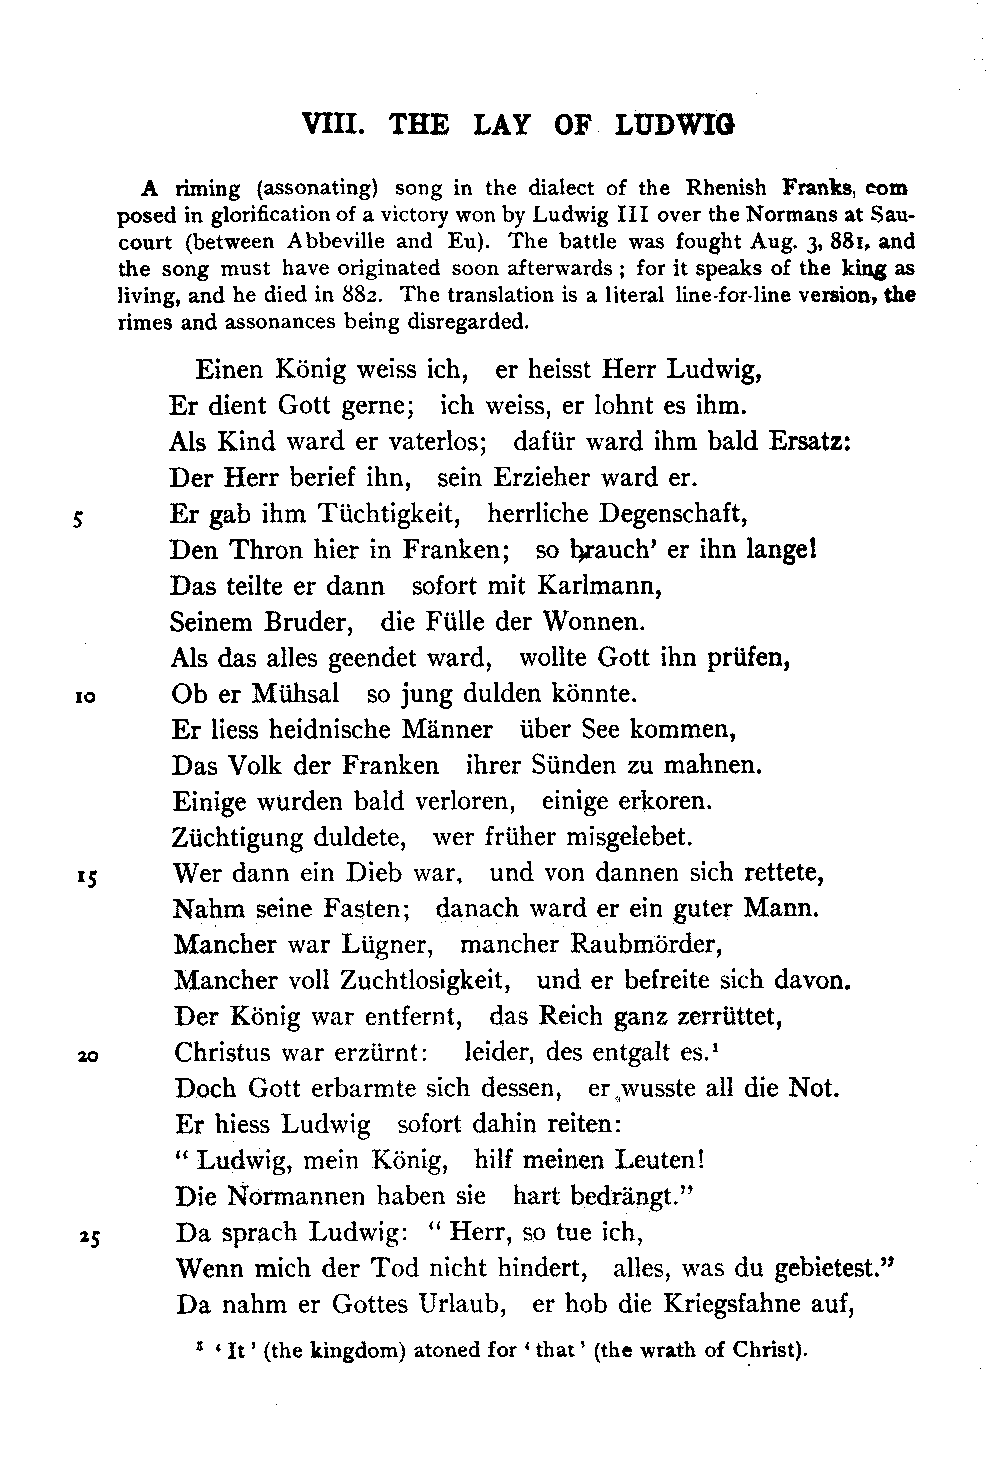 VIII. THE LAY OF LUDWIG
A riming (assonating) song in the dialect of the Rhenish Franks, com
posed in glorification of a victory won by Ludwig III over the Normans at Sau-
court (between Abbeville and Eu). The battle was fought Aug. 3, 881, and
the song must have originated soon afterwards; for it speaks of the king as
living, and he died in 882. The translation is a literal line-for-line version, the
rimes and assonances being disregarded.
Einen König weiss ich, er heisst Herr Ludwig,
Er dient Gott gerne; ich weiss, er lohnt es ihm.
Als Kind ward er vaterlos; dafür ward ihm bald Ersatz:
Der Herr berief ihn, sein Erzieher ward er.
5 Er gab ihm Tüchtigkeit, herrliche Degenschaft,
Den Thron hier in Franken; so brauch' er ihn lange!
Das teilte er dann sofort mit Karlmann,
Seinem Bruder, die Fülle der Wonnen.
Als das alles geendet ward, wollte Gott ihn prüfen,
10 Ob er Mühsal so jung dulden könnte.
Er liess heidnische Männer über See kommen,
Das Volk der Franken ihrer Sünden zu mahnen.
Einige wurden bald verloren, einige erkoren.
Züchtigung duldete, wer früher misgelebet.
15 Wer dann ein Dieb war, und von dannen sich rettete,
Nahm seine Fasten; danach ward er ein guter Mann.
Mancher war Lügner, mancher Raubmörder,
Mancher voll Zuchtlosigkeit, und er befreite sich davon.
Der König war entfernt, das Reich ganz zerrüttet,
20 Christus war erzürnt: leider, des entgalt es.¹
Doch Gott erbarmte sich dessen, er wusste all die Not.
Er hiess Ludwig sofort dahin reiten:
“Ludwig, mein König, hilf meinen Leuten!
Die Normannen haben sie hart bedrängt.”
25 Da sprach Ludwig: “Herr, so tue ich,
Wenn mich der Tod nicht hindert, alles, was du gebietest.”
Da nahm er Gottes Urlaub, er hob die Kriegsfahne auf,
¹ ‘It’ (the kingdom) atoned for ‘that’ (the wrath of Christ).